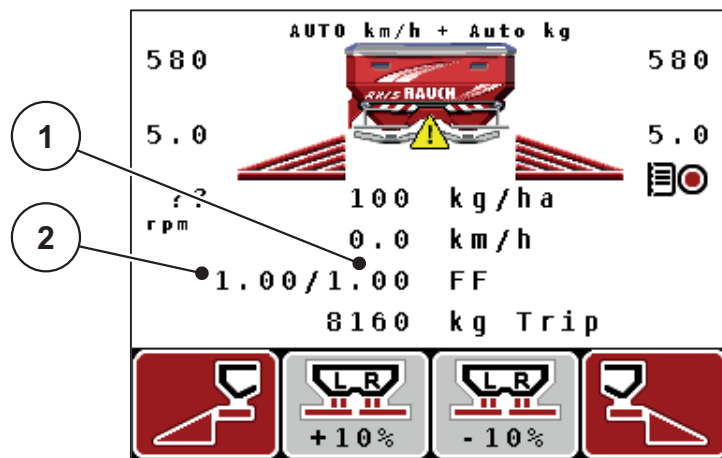 AUTO km/h + Auto kg
580 580
AXIS RAUCH
1
5.0 5.0
?? 100 kg/ha
rpm
2
0.0 km/h
1.00/1.00 FF
8160 kg Trip
L R L R
+10% -10%